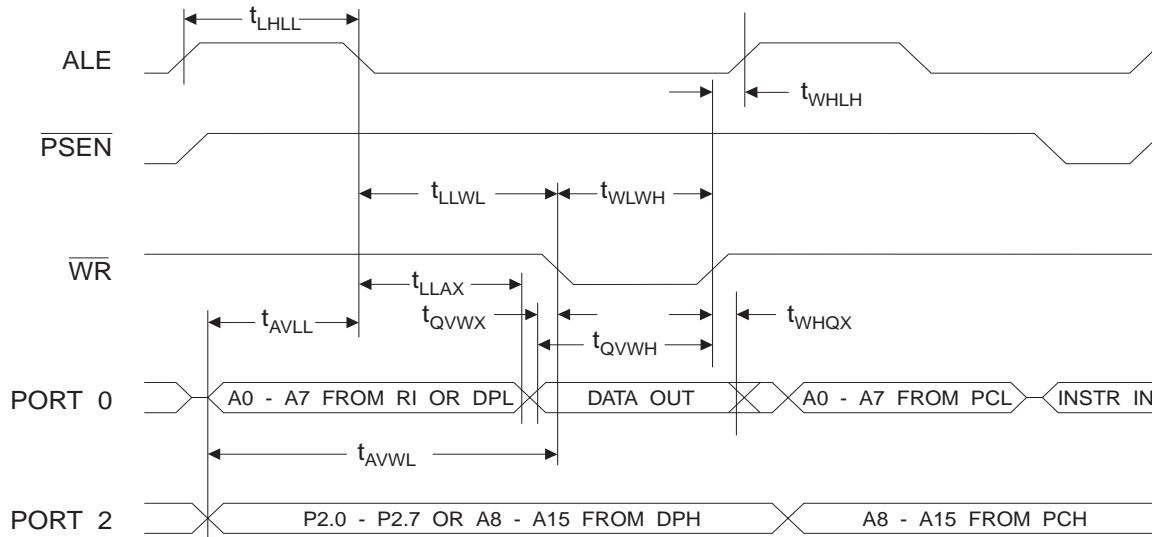 tLHLL
ALE
tWHLH
PSEN
tLLWL
tWLWH
WR
tLLAX
tQVWX
tWHQX
tAVLL
tQVWH
PORT 0
A0 - A7 FROM RI OR DPL
DATA OUT
A0 - A7 FROM PCL
INSTR IN
tAVWL
PORT 2
P2.0 - P2.7 OR A8 - A15 FROM DPH
A8 - A15 FROM PCH